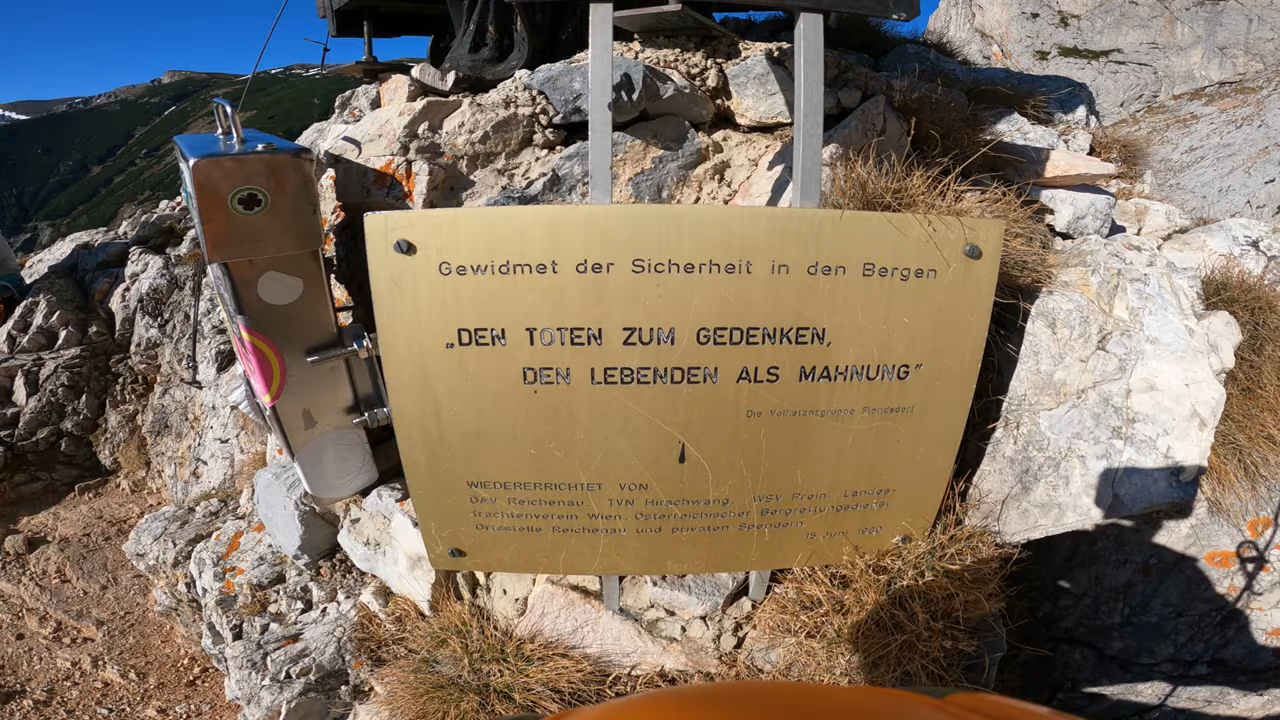 Gewidmet der Sicherheit in den Bergen
„DEN TOTEN ZUM GEDENKEN,
DEN LEBENDEN ALS MAHNUNG”
Die Volkstanzgruppe Floridsdorf
WIEDERERRICHTET VON
ÖAV Reichenau, TVN Hirschwang, WSV Prein, Landes-
trachtenverein Wien, Österreichischer Bergrettungsdienst
Ortsstelle Reichenau und privaten Spendern
15. Juni 1980